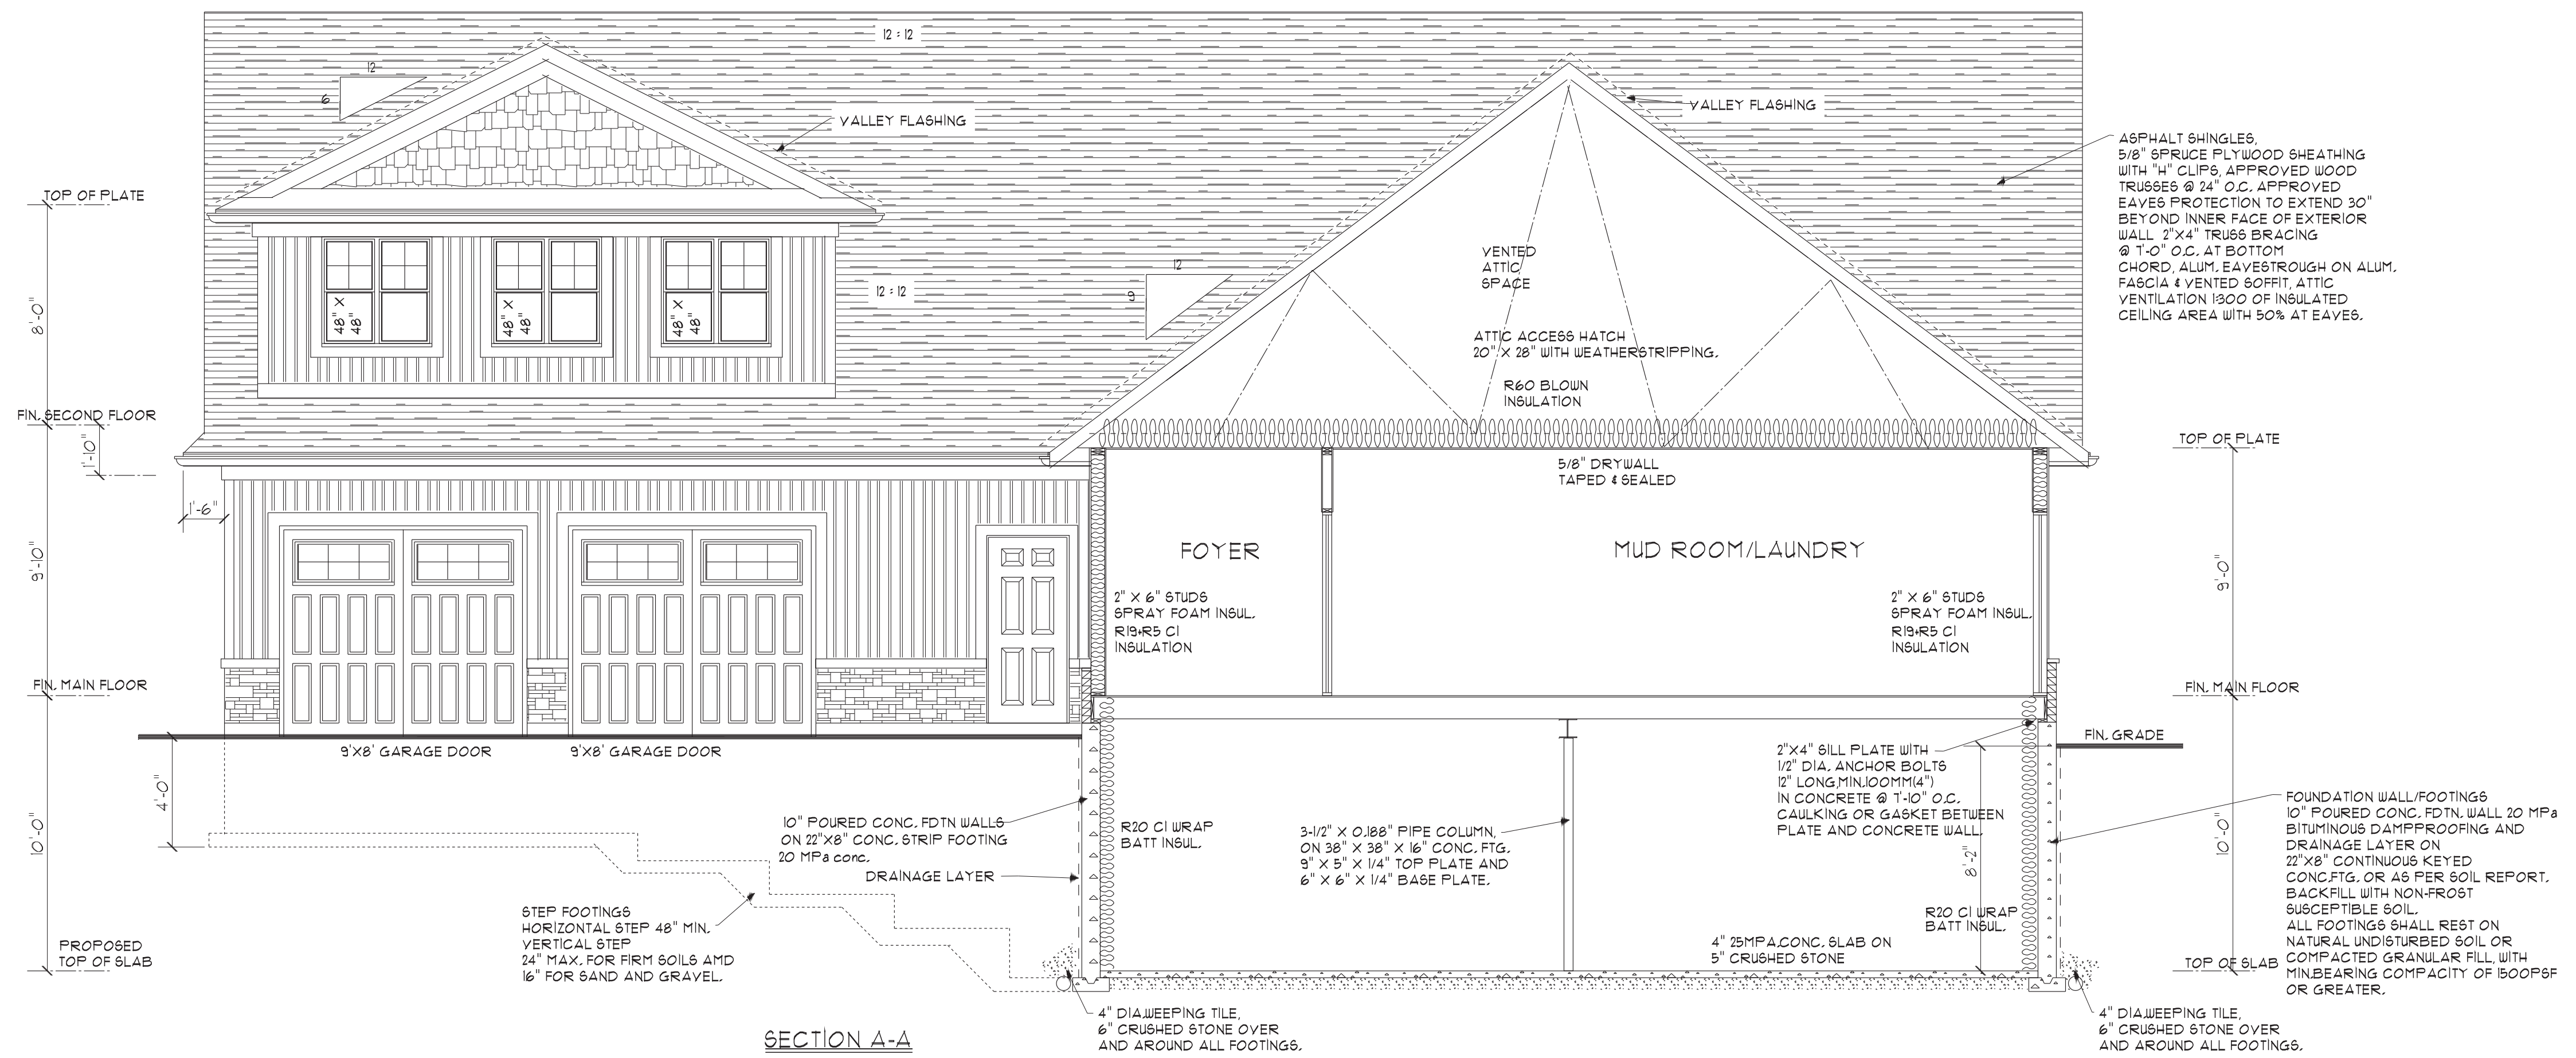 12 : 12
12
6
VALLEY FLASHING
VALLEY FLASHING
ASPHALT SHINGLES,
5/8" SPRUCE PLYWOOD SHEATHING
WITH "H" CLIPS, APPROVED WOOD
TRUSSES @ 24" O.C. APPROVED
EAVES PROTECTION TO EXTEND 30"
BEYOND INNER FACE OF EXTERIOR
WALL 2"X4" TRUSS BRACING
@ 7'-0" O.C. AT BOTTOM
CHORD, ALUM. EAVESTROUGH ON ALUM.
FASCIA & VENTED SOFFIT, ATTIC
VENTILATION 1:300 OF INSULATED
CEILING AREA WITH 50% AT EAVES.
TOP OF PLATE
8'-0"
48" X
48"
48" X
48"
48" X
48"
12 : 12
12
9
VENTED
ATTIC
SPACE
ATTIC ACCESS HATCH
20" X 28" WITH WEATHERSTRIPPING.
R60 BLOWN
INSULATION
FIN. SECOND FLOOR
1'-10"
TOP OF PLATE
5/8" DRYWALL
TAPED & SEALED
1'-6"
9'-10"
FOYER
MUD ROOM/LAUNDRY
9'-0"
2" X 6" STUDS
SPRAY FOAM INSUL.
R19+R5 CI
INSULATION
2" X 6" STUDS
SPRAY FOAM INSUL.
R19+R5 CI
INSULATION
FIN. MAIN FLOOR
FIN. MAIN FLOOR
9'X8' GARAGE DOOR
9'X8' GARAGE DOOR
FIN. GRADE
4'-0"
10'-0"
2"X4" SILL PLATE WITH
1/2" DIA. ANCHOR BOLTS
12" LONG,MIN.100MM(4")
IN CONCRETE @ 7'-10" O.C.
CAULKING OR GASKET BETWEEN
PLATE AND CONCRETE WALL.
10" POURED CONC. FDTN WALLS
ON 22"X8" CONC. STRIP FOOTING
20 MPa conc.
DRAINAGE LAYER
R20 CI WRAP
BATT INSUL.
3-1/2" X 0.188" PIPE COLUMN,
ON 38" X 38" X 16" CONC. FTG.
9" X 5" X 1/4" TOP PLATE AND
6" X 6" X 1/4" BASE PLATE.
8'-2"
10'-0"
FOUNDATION WALL/FOOTINGS
10" POURED CONC. FDTN. WALL 20 MPa
BITUMINOUS DAMPPROOFING AND
DRAINAGE LAYER ON
22"X8" CONTINUOUS KEYED
CONC.FTG. OR AS PER SOIL REPORT.
BACKFILL WITH NON-FROST
SUSCEPTIBLE SOIL.
ALL FOOTINGS SHALL REST ON
NATURAL UNDISTURBED SOIL OR
COMPACTED GRANULAR FILL, WITH
MIN.BEARING COMPACITY OF 1500PSF
OR GREATER.
STEP FOOTINGS
HORIZONTAL STEP 48" MIN.
VERTICAL STEP
24" MAX. FOR FIRM SOILS AMD
16" FOR SAND AND GRAVEL.
R20 CI WRAP
BATT INSUL.
4" 25MPA.CONC. SLAB ON
5" CRUSHED STONE
PROPOSED
TOP OF SLAB
TOP OF SLAB
4" DIA.WEEPING TILE,
6" CRUSHED STONE OVER
AND AROUND ALL FOOTINGS.
4" DIA.WEEPING TILE,
6" CRUSHED STONE OVER
AND AROUND ALL FOOTINGS.
SECTION A-A